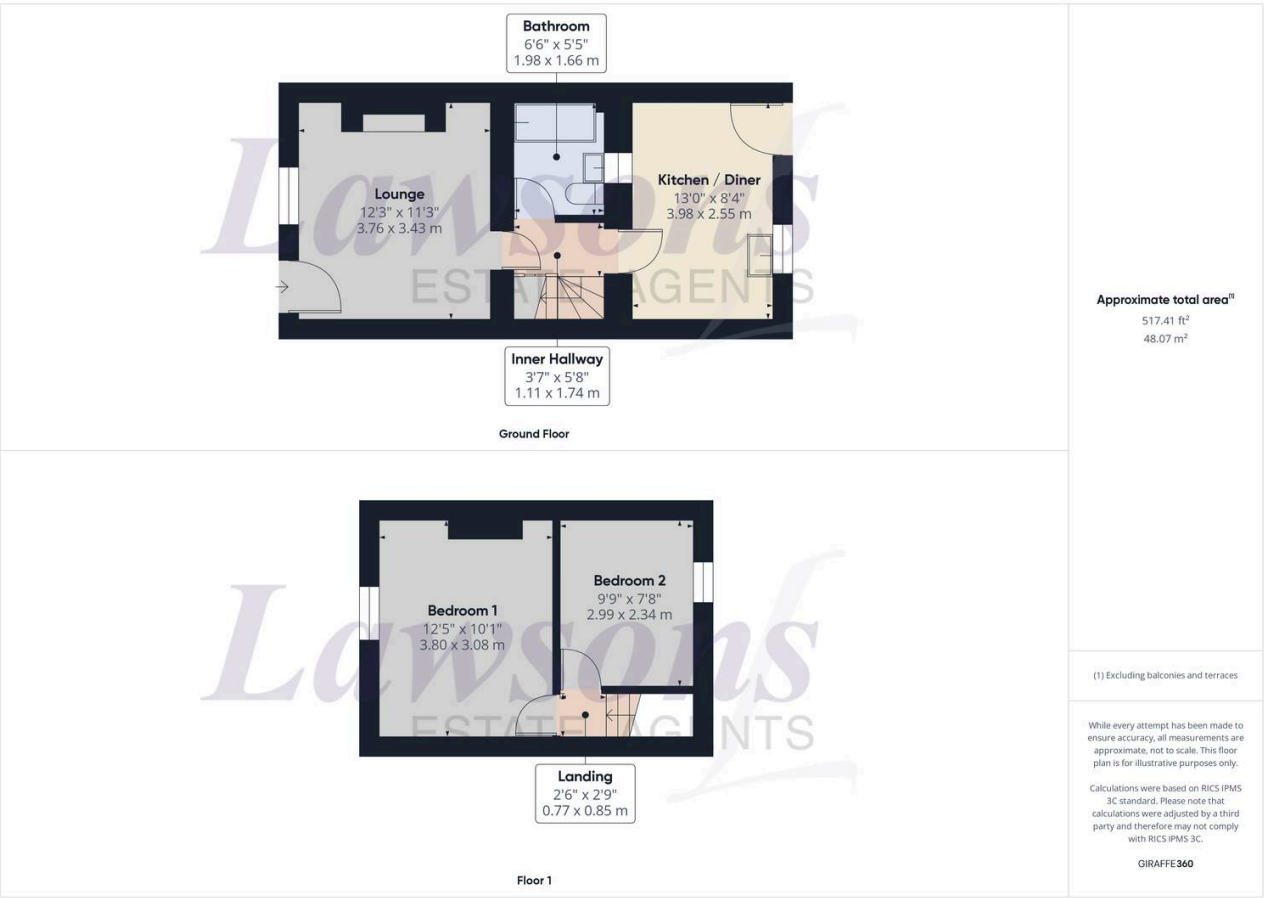 Bathroom
6'6" x 5'5"
1.98 x 1.66 m
Lounge
12'3" x 11'3"
3.76 x 3.43 m
Kitchen / Diner
13'0" x 8'4"
3.98 x 2.55 m
Lawsons
ESTATE AGENTS
Inner Hallway
3'7" x 5'8"
1.11 x 1.74 m
Ground Floor
Approximate total area(1)
517.41 ft²
48.07 m²
Bedroom 1
12'5" x 10'1"
3.80 x 3.08 m
Bedroom 2
9'9" x 7'8"
2.99 x 2.34 m
Lawsons
ESTATE AGENTS
Landing
2'6" x 2'9"
0.77 x 0.85 m
Floor 1
(1) Excluding balconies and terraces
While every attempt has been made to
ensure accuracy, all measurements are
approximate, not to scale. This floor
plan is for illustrative purposes only.
Calculations were based on RICS IPMS
3C standard. Please note that
calculations were adjusted by a third
party and therefore may not comply
with RICS IPMS 3C.
GIRAFFE360